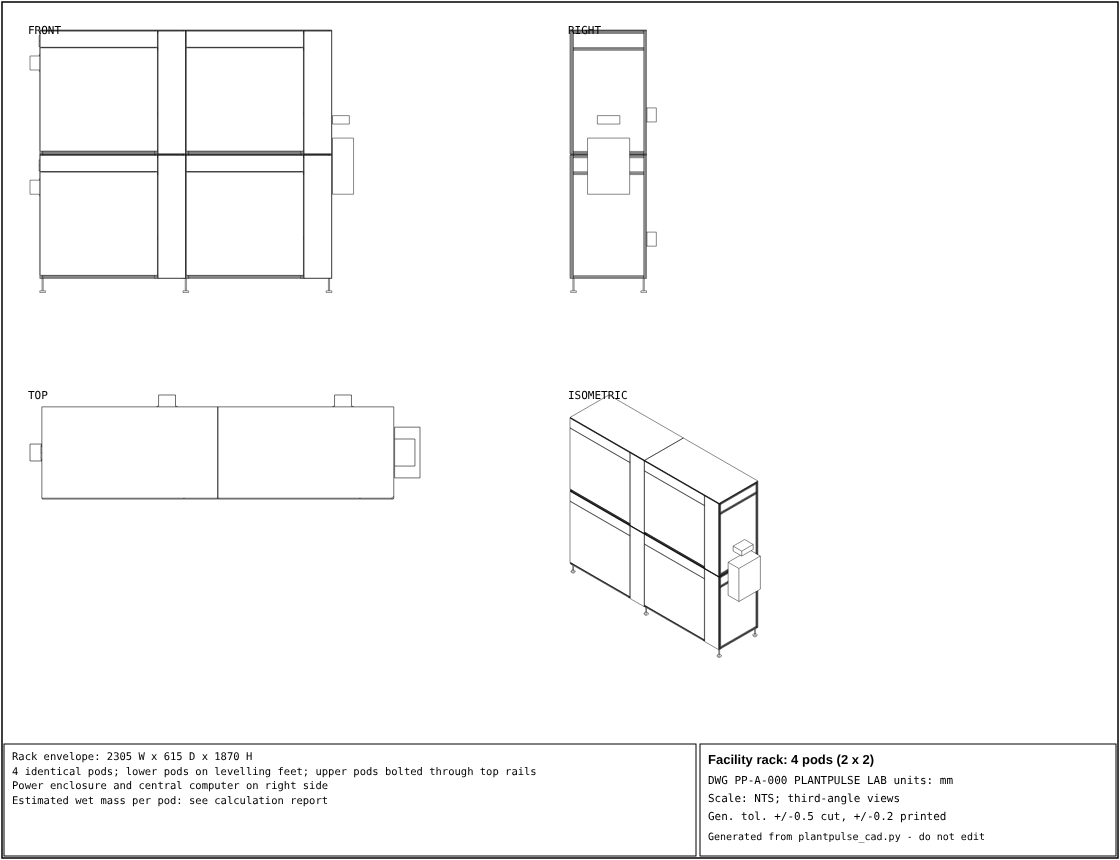 FRONT
RIGHT
TOP
ISOMETRIC
Rack envelope: 2305 W x 615 D x 1870 H
4 identical pods; lower pods on levelling feet; upper pods bolted through top rails
Power enclosure and central computer on right side
Estimated wet mass per pod: see calculation report
Facility rack: 4 pods (2 x 2)
DWG PP-A-000 PLANTPULSE LAB units: mm
Scale: NTS; third-angle views
Gen. tol. +/-0.5 cut, +/-0.2 printed
Generated from plantpulse_cad.py - do not edit